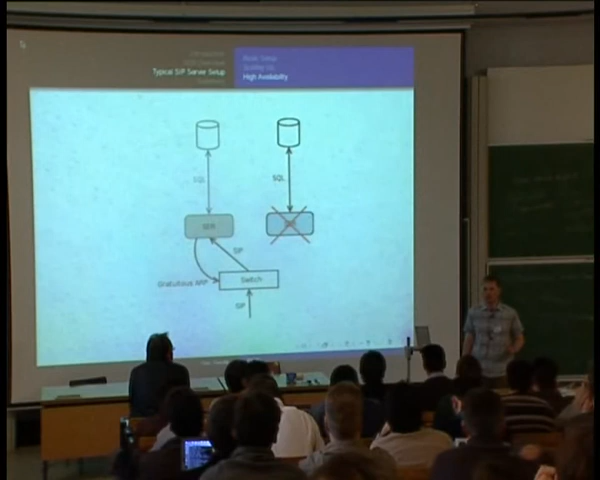 Typical SIP Server Setup
Basic Setup
Scaling Up
High Availability
SQL
SQL
SER
SIP
Gratuitous ARP
Switch
SIP